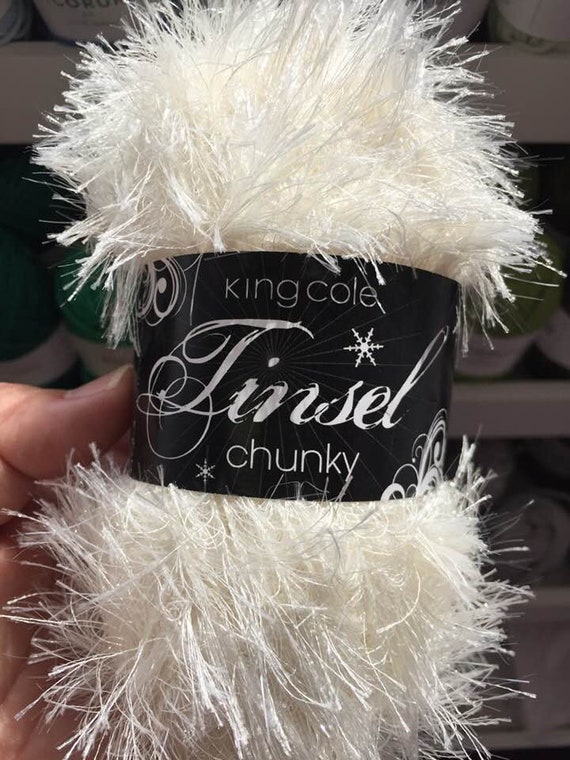 King cole
Tinsel
chunky